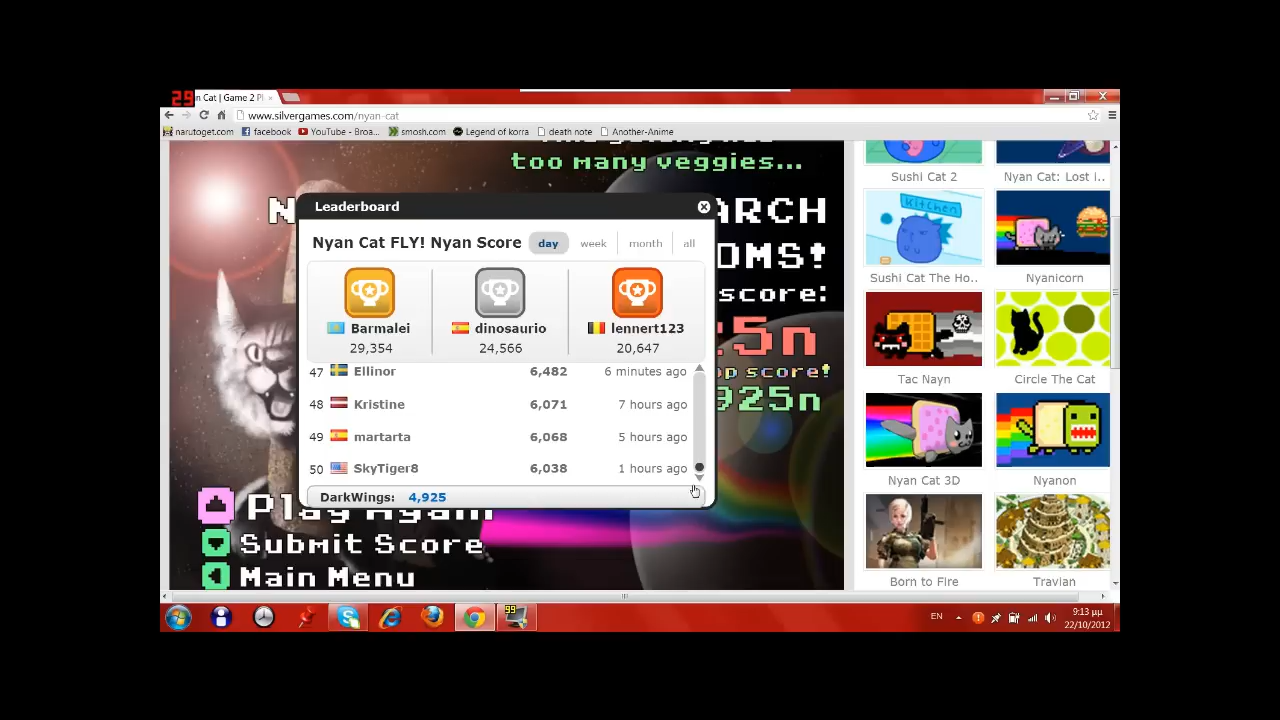 29
n Cat | Game 2 Pl
www.silvergames.com/nyan-cat
narutoget.com facebook YouTube - Broa... smosh.com Legend of korra death note Another-Anime
too many veggies...
ARCH
OMS!
score:
5n
op score!
925n
Leaderboard
Nyan Cat FLY! Nyan Score day week month all
Barmalei dinosaurio lennert123
29,354 24,566 20,647
47 Ellinor 6,482 6 minutes ago
48 Kristine 6,071 7 hours ago
49 martarta 6,068 5 hours ago
50 SkyTiger8 6,038 1 hours ago
DarkWings: 4,925
Play Again
Submit Score
Main Menu
Sushi Cat 2 Nyan Cat: Lost i..
Kitchen
Sushi Cat The Ho.. Nyanicorn
Tac Nayn Circle The Cat
Nyan Cat 3D Nyanon
Born to Fire Travian
99
EN
9:13 μμ
22/10/2012